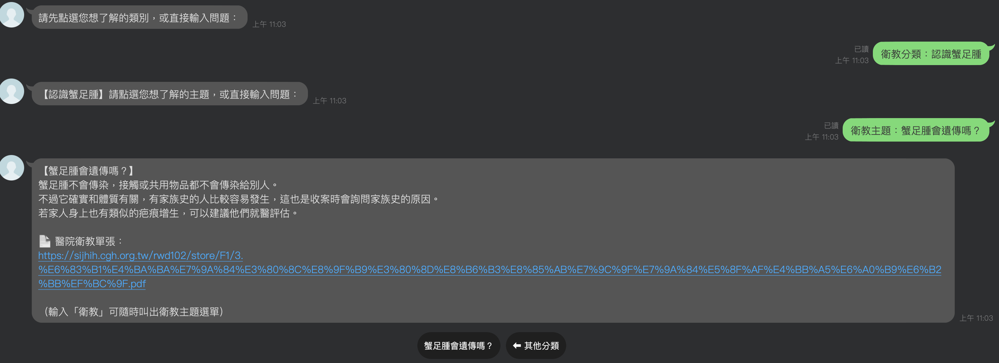 請先點選您想了解的類別，或直接輸入問題：
上午 11:03
已讀
上午 11:03
衛教分類：認識蟹足腫
【認識蟹足腫】請點選您想了解的主題，或直接輸入問題：
上午 11:03
已讀
上午 11:03
衛教主題：蟹足腫會遺傳嗎？
【蟹足腫會遺傳嗎？】
蟹足腫不會傳染，接觸或共用物品都不會傳染給別人。
不過它確實和體質有關，有家族史的人比較容易發生，這也是收案時會詢問家族史的原因。
若家人身上也有類似的疤痕增生，可以建議他們就醫評估。
醫院衛教單張：
https://sijhih.cgh.org.tw/rwd102/store/F1/3.
%E6%83%B1%E4%BA%BA%E7%9A%84%E3%80%8C%E8%9F%B9%E3%80%8D%E8%B6%B3%E8%85%AB%E7%9C%9F%E7%9A%84%E5%8F%AF%E4%BB%A5%E6%A0%B9%E6%B2
%BB%EF%BC%9F.pdf
（輸入「衛教」可隨時叫出衛教主題選單）
上午 11:03
蟹足腫會遺傳嗎？
⬅ 其他分類